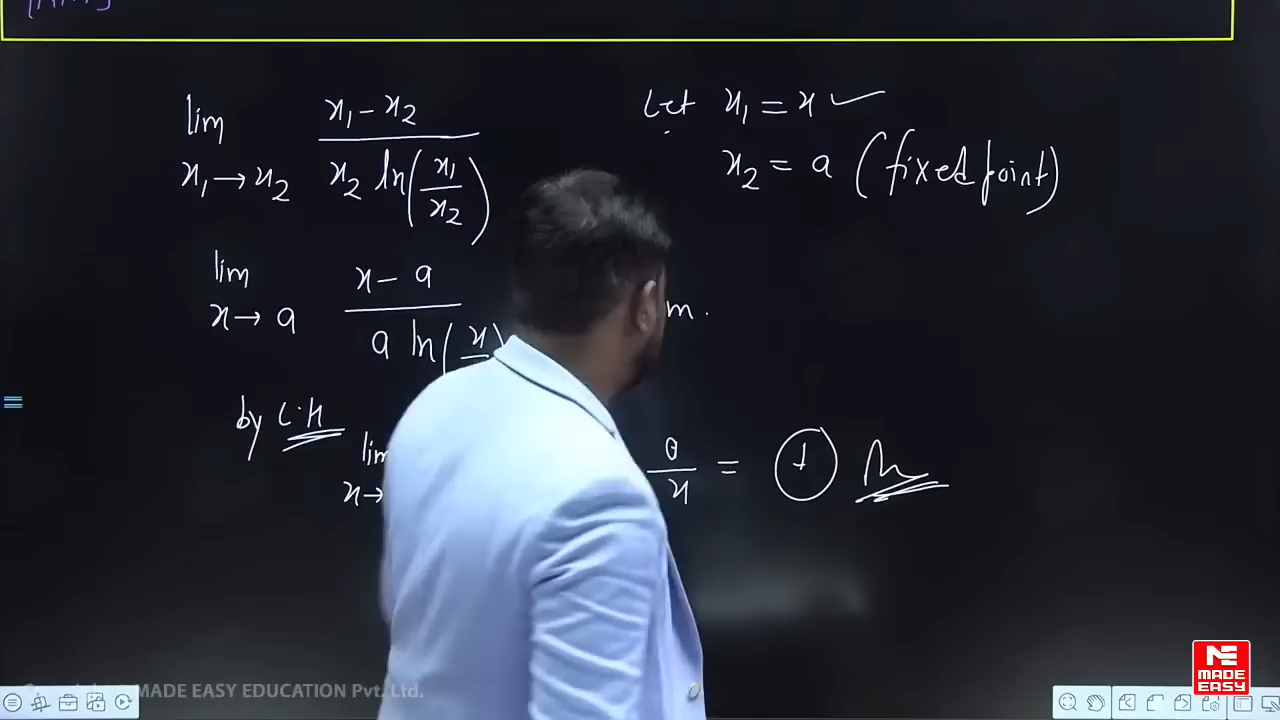 lim x₁ - x₂ Let x₁ = x ✓
x₁ → x₂ x₂ ln(x₁/x₂) x₂ = a (fixed point)
lim x - a
x → a a ln(x m.
by L.H
lim x = 1
x →
MADE EASY EDUCATION Pvt. Ltd.
MADE
EASY